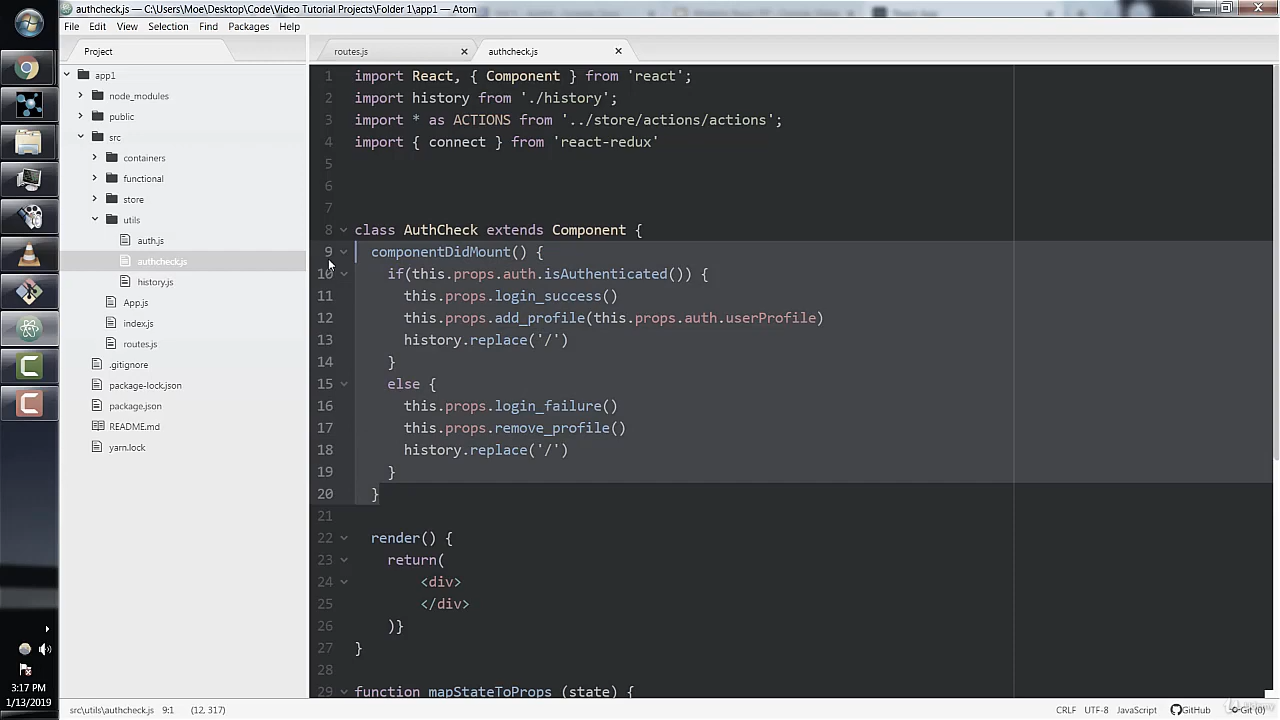 authcheck.js — C:\Users\Moe\Desktop\Code\Video Tutorial Projects\Folder 1\app1 — Atom
File Edit View Selection Find Packages Help
Project
routes.js
authcheck.js
app1
node_modules
public
src
containers
functional
store
utils
auth.js
authcheck.js
history.js
App.js
index.js
routes.js
.gitignore
package-lock.json
package.json
README.md
yarn.lock
1 import React, { Component } from 'react';
2 import history from './history';
3 import * as ACTIONS from '../store/actions/actions';
4 import { connect } from 'react-redux'
5
6
7
8 class AuthCheck extends Component {
9 componentDidMount() {
10 if(this.props.auth.isAuthenticated()) {
11 this.props.login_success()
12 this.props.add_profile(this.props.auth.userProfile)
13 history.replace('/')
14 }
15 else {
16 this.props.login_failure()
17 this.props.remove_profile()
18 history.replace('/')
19 }
20 }
21
22 render() {
23 return(
24 <div>
25 </div>
26 )}
27 }
28
29 function mapStateToProps (state) {
3:17 PM
1/13/2019
src\utils\authcheck.js 9:1 (12, 317)
CRLF UTF-8 JavaScript GitHub Git (0)